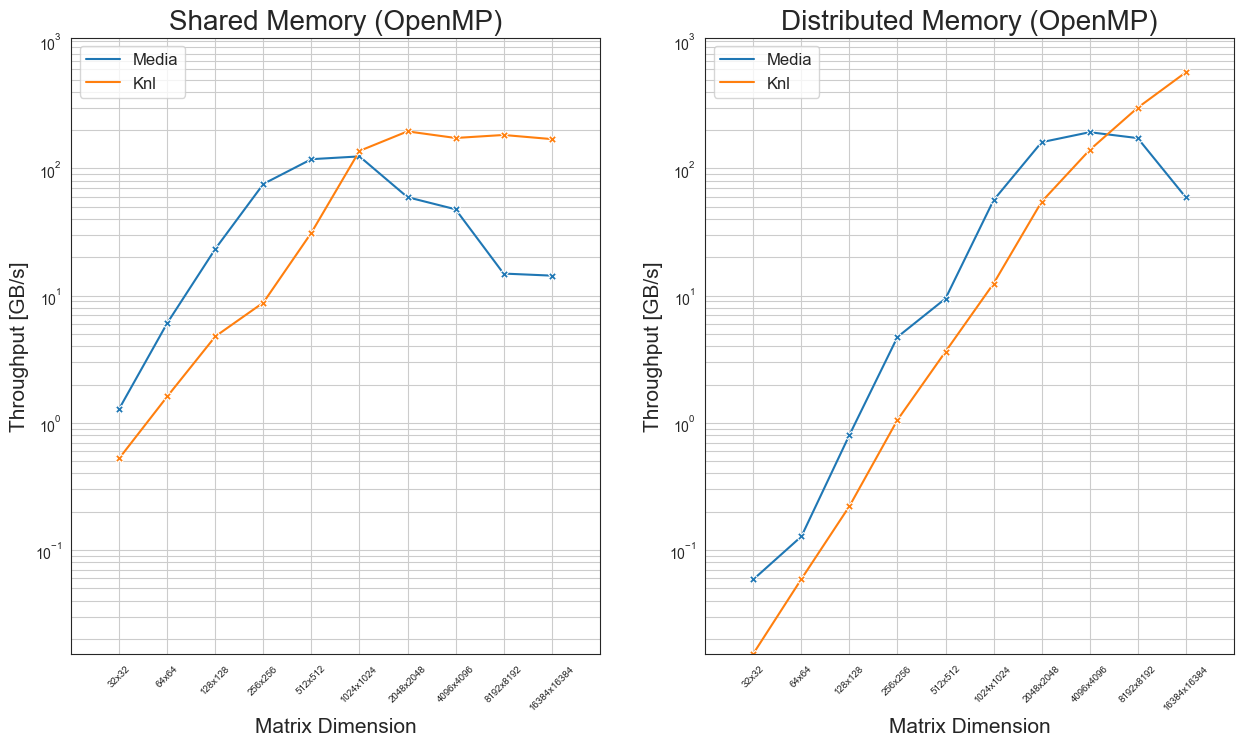 Shared Memory (OpenMP)
Media
Knl
10³
10²
10¹
10⁰
10⁻¹
Throughput [GB/s]
32x32
64x64
128x128
256x256
512x512
1024x1024
2048x2048
4096x4096
8192x8192
16384x16384
Matrix Dimension
Distributed Memory (OpenMP)
Media
Knl
10³
10²
10¹
10⁰
10⁻¹
Throughput [GB/s]
32x32
64x64
128x128
256x256
512x512
1024x1024
2048x2048
4096x4096
8192x8192
16384x16384
Matrix Dimension